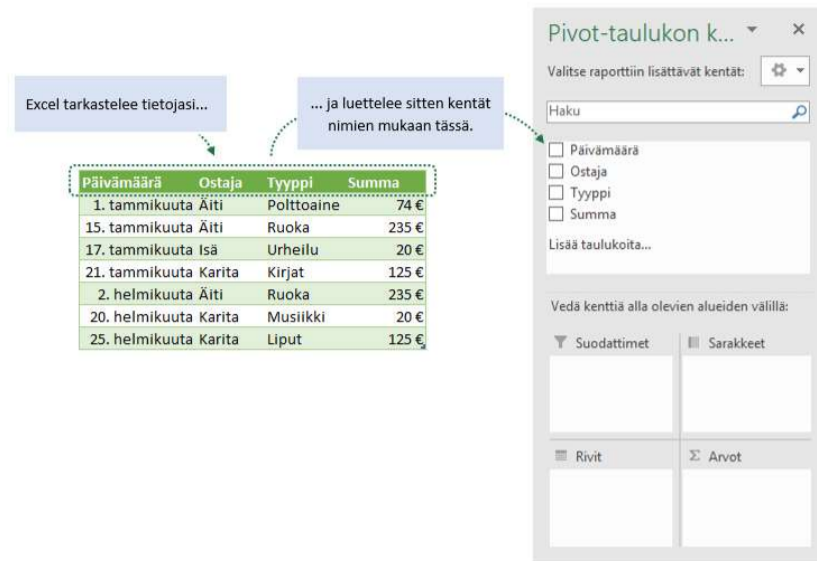 Excel tarkastelee tietojasi...
... ja luettelee sitten kentät
nimien mukaan tässä.
Päivämäärä Ostaja Tyyppi Summa
1. tammikuuta Äiti Polttoaine 74 €
15. tammikuuta Äiti Ruoka 235 €
17. tammikuuta Isä Urheilu 20 €
21. tammikuuta Karita Kirjat 125 €
2. helmikuuta Äiti Ruoka 235 €
20. helmikuuta Karita Musiikki 20 €
25. helmikuuta Karita Liput 125 €
Pivot-taulukon k...
Valitse raporttiin lisättävät kentät:
Haku
Päivämäärä
Ostaja
Tyyppi
Summa
Lisää taulukoita...
Vedä kenttiä alla olevien alueiden välillä:
Suodattimet
Sarakkeet
Rivit
Σ Arvot